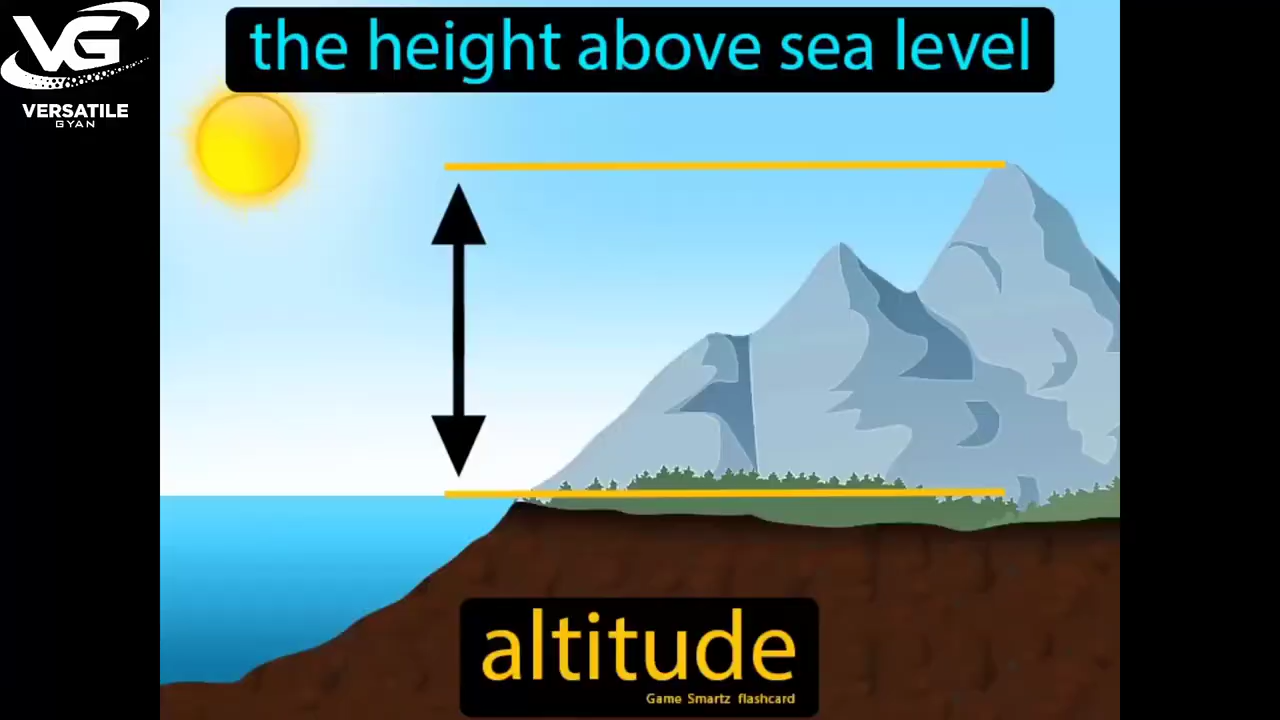 VG
VERSATILE
GYAN
the height above sea level
altitude
Game Smartz flashcard